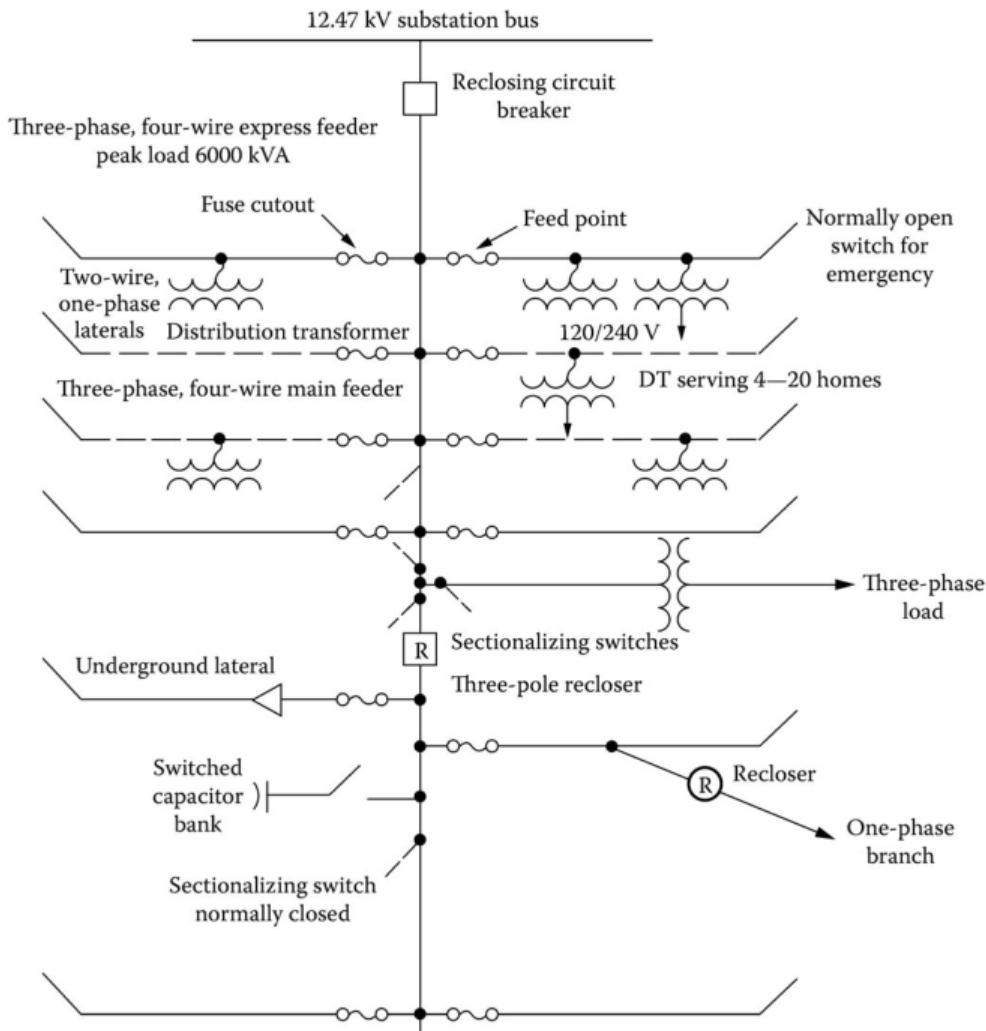 12.47 kV substation bus
Reclosing circuit
breaker
Three-phase, four-wire express feeder
peak load 6000 kVA
Fuse cutout
Feed point
Normally open
switch for
emergency
Two-wire,
one-phase
laterals
Distribution transformer
120/240 V
Three-phase, four-wire main feeder
DT serving 4—20 homes
Three-phase
load
R
Sectionalizing switches
Underground lateral
Three-pole recloser
Switched
capacitor
bank
R
Recloser
One-phase
branch
Sectionalizing switch
normally closed